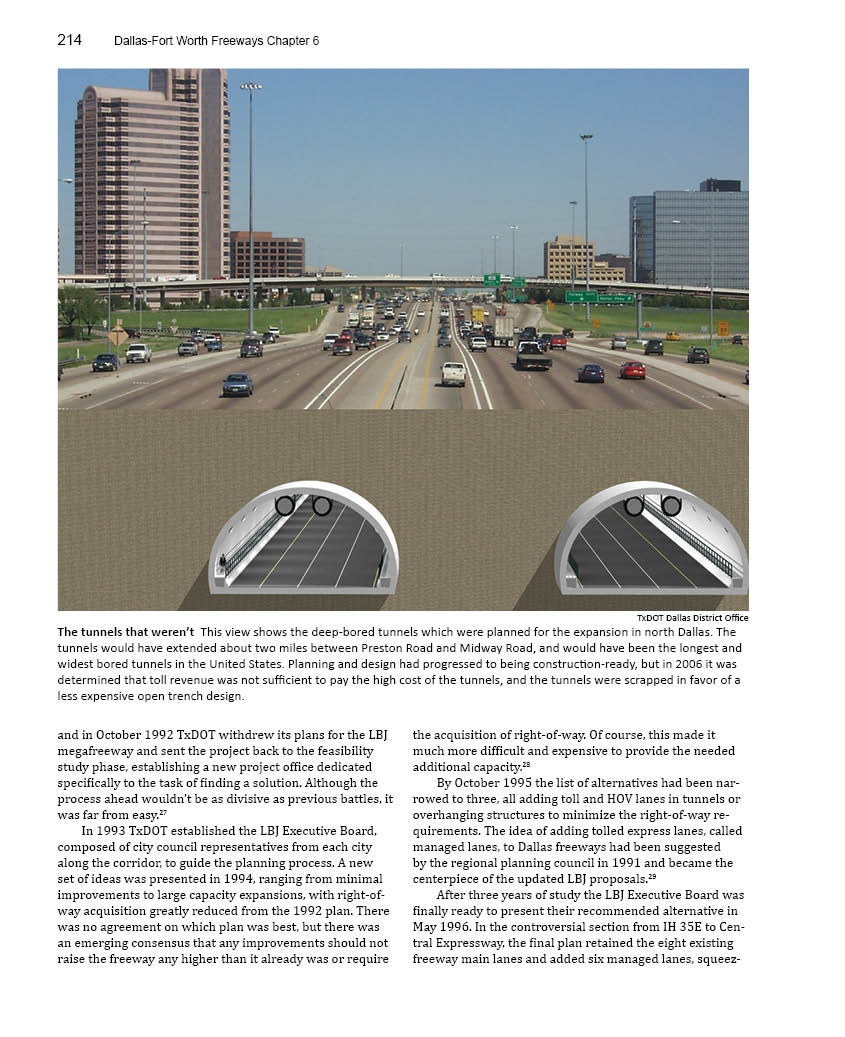 214 Dallas-Fort Worth Freeways Chapter 6
TxDOT Dallas District Office
The tunnels that weren't This view shows the deep-bored tunnels which were planned for the expansion in north Dallas. The
tunnels would have extended about two miles between Preston Road and Midway Road, and would have been the longest and
widest bored tunnels in the United States. Planning and design had progressed to being construction-ready, but in 2006 it was
determined that toll revenue was not sufficient to pay the high cost of the tunnels, and the tunnels were scrapped in favor of a
less expensive open trench design.
and in October 1992 TxDOT withdrew its plans for the LBJ
megafreeway and sent the project back to the feasibility
study phase, establishing a new project office dedicated
specifically to the task of finding a solution. Although the
process ahead wouldn't be as divisive as previous battles, it
was far from easy.²⁷
In 1993 TxDOT established the LBJ Executive Board,
composed of city council representatives from each city
along the corridor, to guide the planning process. A new
set of ideas was presented in 1994, ranging from minimal
improvements to large capacity expansions, with right-of-
way acquisition greatly reduced from the 1992 plan. There
was no agreement on which plan was best, but there was
an emerging consensus that any improvements should not
raise the freeway any higher than it already was or require
the acquisition of right-of-way. Of course, this made it
much more difficult and expensive to provide the needed
additional capacity.²⁸
By October 1995 the list of alternatives had been nar-
rowed to three, all adding toll and HOV lanes in tunnels or
overhanging structures to minimize the right-of-way re-
quirements. The idea of adding tolled express lanes, called
managed lanes, to Dallas freeways had been suggested
by the regional planning council in 1991 and became the
centerpiece of the updated LBJ proposals.²⁹
After three years of study the LBJ Executive Board was
finally ready to present their recommended alternative in
May 1996. In the controversial section from IH 35E to Cen-
tral Expressway, the final plan retained the eight existing
freeway main lanes and added six managed lanes, squeez-